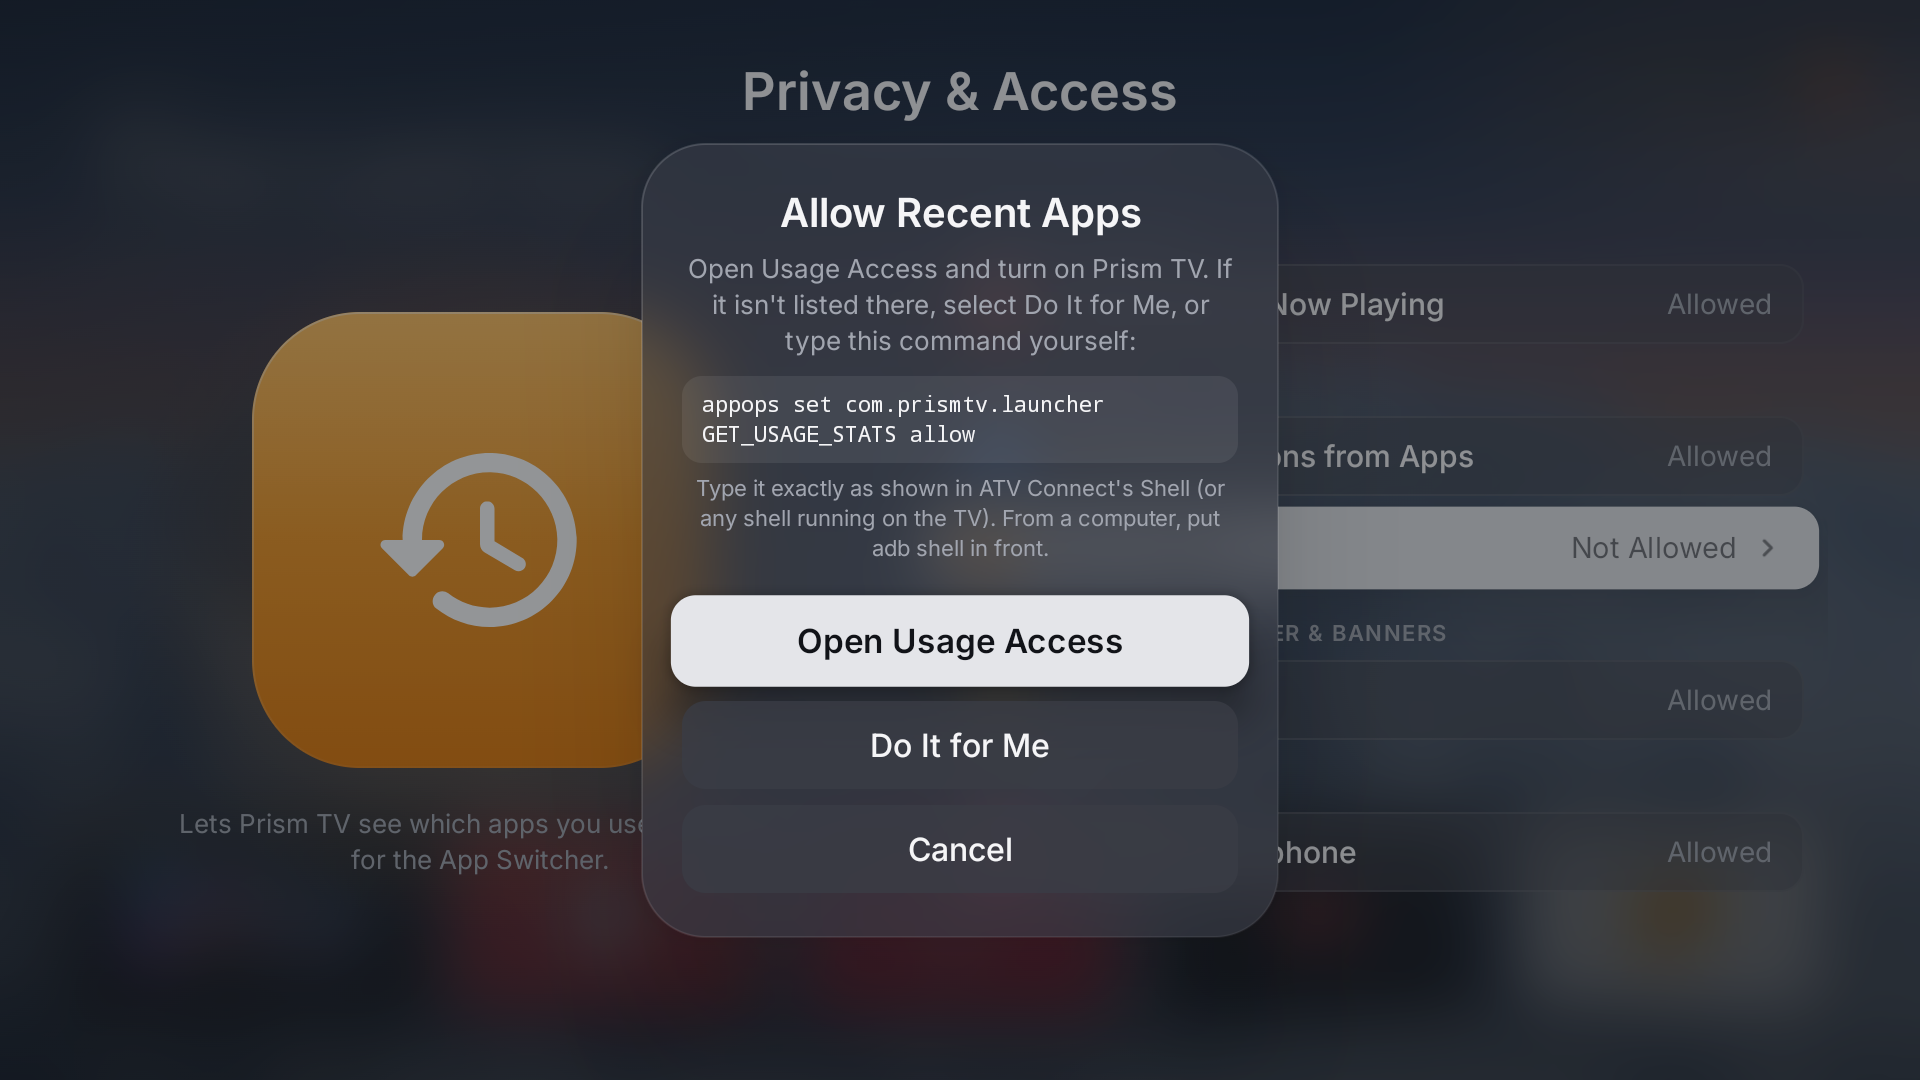 Privacy & Access
Allow Recent Apps
Open Usage Access and turn on Prism TV. If
it isn't listed there, select Do It for Me, or
type this command yourself:
appops set com.prismtv.launcher
GET_USAGE_STATS allow
Type it exactly as shown in ATV Connect's Shell (or
any shell running on the TV). From a computer, put
adb shell in front.
Open Usage Access
Do It for Me
Cancel
Lets Prism TV see which apps you use
for the App Switcher.
Now Playing Allowed
from Apps Allowed
Not Allowed
& BANNERS
Allowed
Allowed